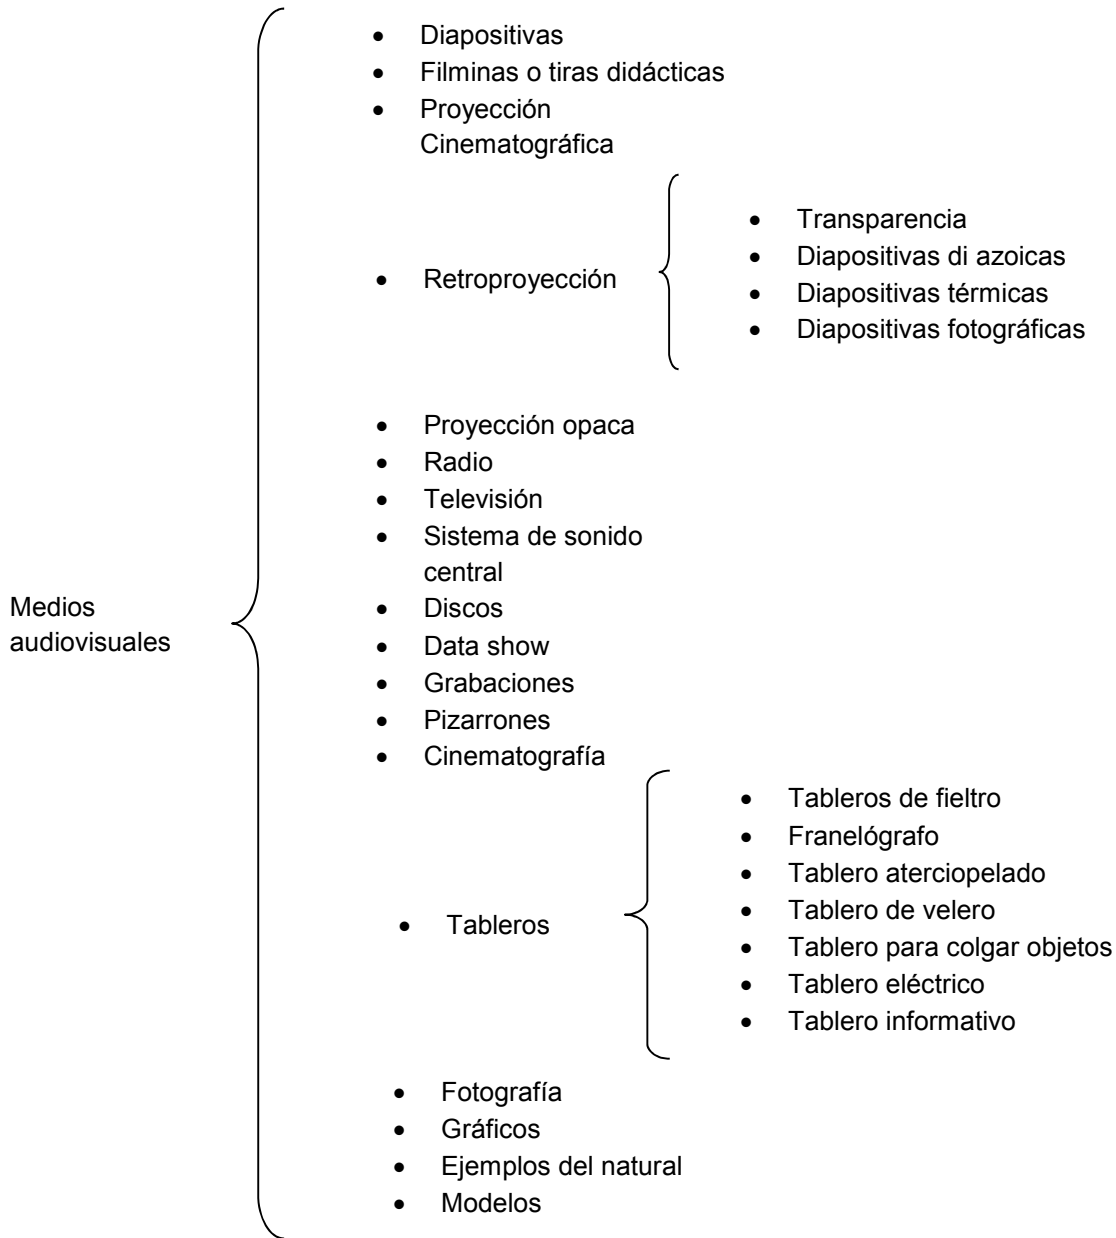 Diapositivas
Filminas o tiras didácticas
Proyección
Cinematográfica
Retroproyección
Transparencia
Diapositivas di azoicas
Diapositivas térmicas
Diapositivas fotográficas
Proyección opaca
Radio
Televisión
Sistema de sonido
central
Medios
audiovisuales
Discos
Data show
Grabaciones
Pizarrones
Cinematografía
Tableros
Tableros de fieltro
Franelógrafo
Tablero aterciopelado
Tablero de velero
Tablero para colgar objetos
Tablero eléctrico
Tablero informativo
Fotografía
Gráficos
Ejemplos del natural
Modelos